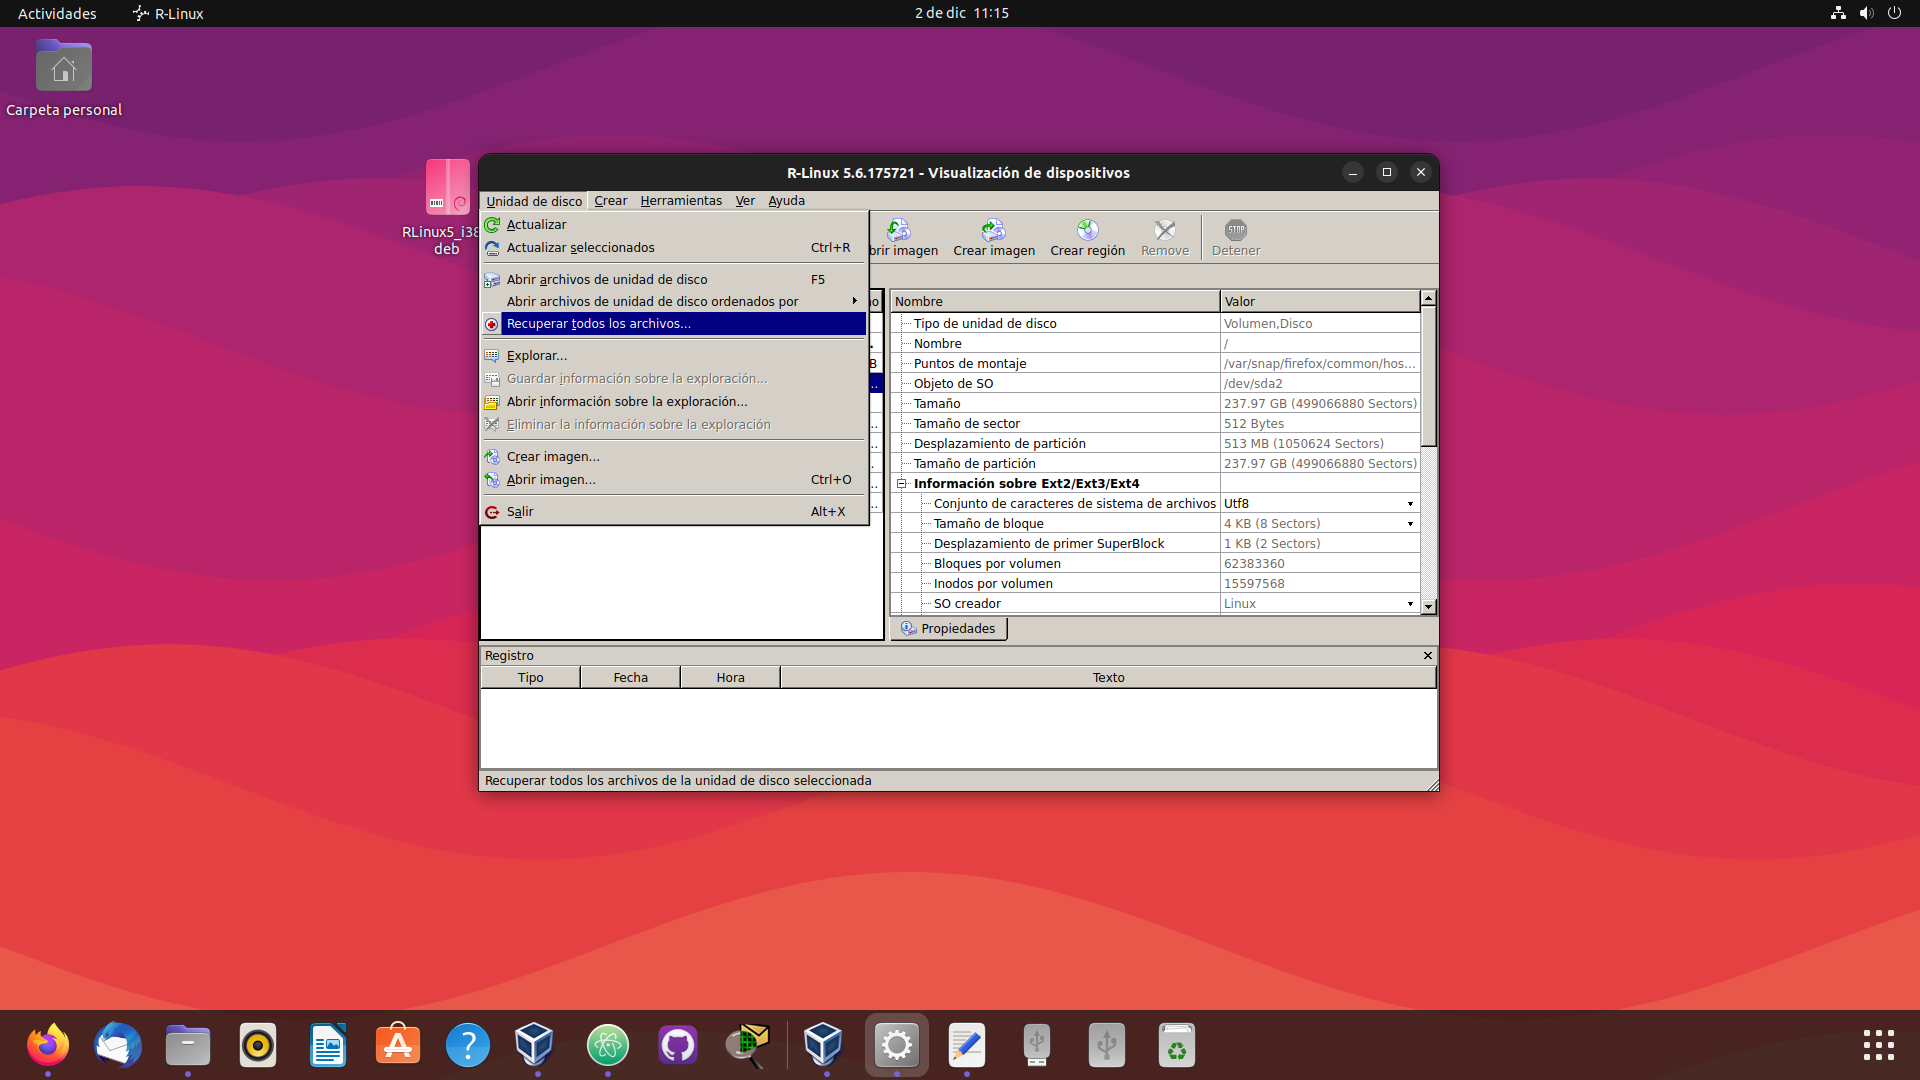 Actividades
R-Linux
2 de dic 11:15
Carpeta personal
RLinux5_i38
deb
R-Linux 5.6.175721 - Visualización de dispositivos
Unidad de disco Crear Herramientas Ver Ayuda
Actualizar
Actualizar seleccionados Ctrl+R
Abrir archivos de unidad de disco F5
Abrir archivos de unidad de disco ordenados por
Recuperar todos los archivos...
Explorar...
Guardar información sobre la exploración...
Abrir información sobre la exploración...
Eliminar la información sobre la exploración
Crear imagen...
Abrir imagen... Ctrl+O
Salir Alt+X
brir imagen Crear imagen Crear región Remove Detener
STOP
Nombre Valor
Tipo de unidad de disco Volumen,Disco
Nombre /
Puntos de montaje /var/snap/firefox/common/hos...
Objeto de SO /dev/sda2
Tamaño 237.97 GB (499066880 Sectors)
Tamaño de sector 512 Bytes
Desplazamiento de partición 513 MB (1050624 Sectors)
Tamaño de partición 237.97 GB (499066880 Sectors)
Información sobre Ext2/Ext3/Ext4
Conjunto de caracteres de sistema de archivos Utf8
Tamaño de bloque 4 KB (8 Sectors)
Desplazamiento de primer SuperBlock 1 KB (2 Sectors)
Bloques por volumen 62383360
Inodos por volumen 15597568
SO creador Linux
Propiedades
Registro
Tipo Fecha Hora Texto
Recuperar todos los archivos de la unidad de disco seleccionada